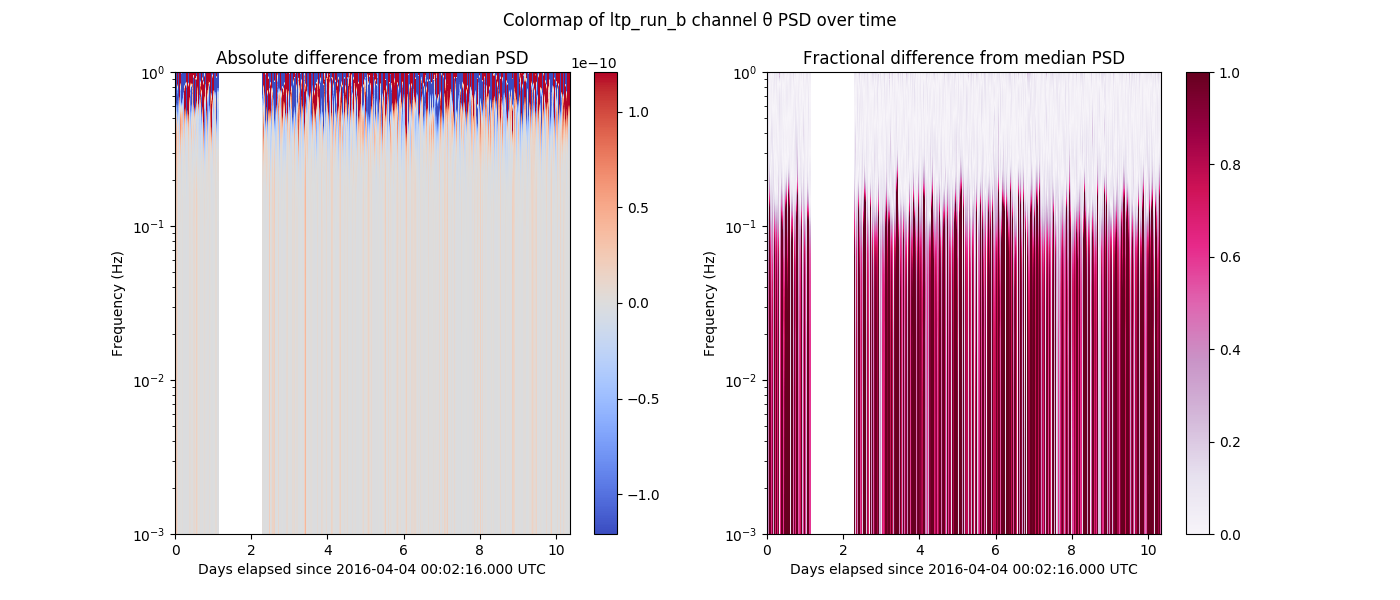 Colormap of ltp_run_b channel θ PSD over time
Absolute difference from median PSD
1e−10
10⁰
10⁻¹
10⁻²
10⁻³
Frequency (Hz)
0 2 4 6 8 10
Days elapsed since 2016-04-04 00:02:16.000 UTC
1.0
0.5
0.0
−0.5
−1.0
Fractional difference from median PSD
10⁰
10⁻¹
10⁻²
10⁻³
Frequency (Hz)
0 2 4 6 8 10
Days elapsed since 2016-04-04 00:02:16.000 UTC
1.0
0.8
0.6
0.4
0.2
0.0